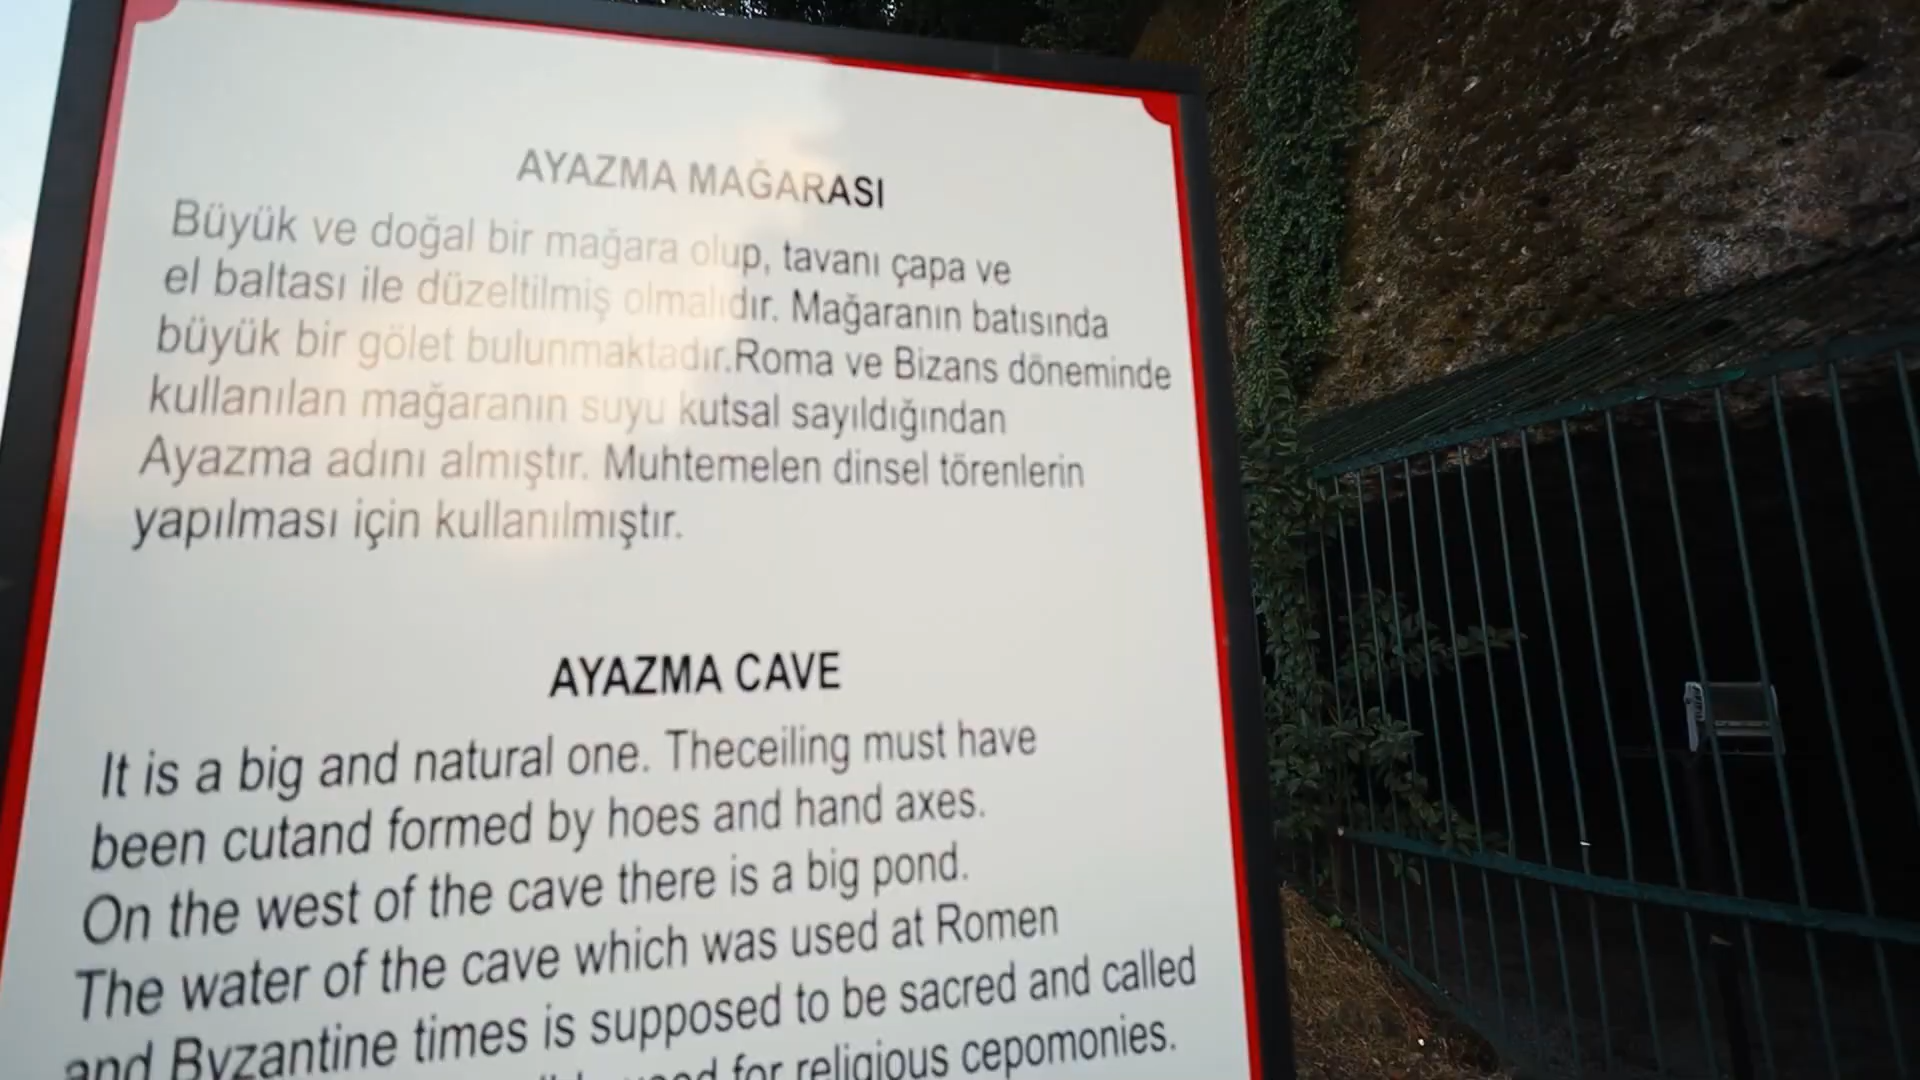 AYAZMA MAĞARASI
Büyük ve doğal bir mağara olup, tavanı çapa ve
el baltası ile düzeltilmiş olmalıdır. Mağaranın batısında
büyük bir gölet bulunmaktadır.Roma ve Bizans döneminde
kullanılan mağaranın suyu kutsal sayıldığından
Ayazma adını almıştır. Muhtemelen dinsel törenlerin
yapılması için kullanılmıştır.
AYAZMA CAVE
It is a big and natural one. Theceiling must have
been cutand formed by hoes and hand axes.
On the west of the cave there is a big pond.
The water of the cave which was used at Romen
and Byzantine times is supposed to be sacred and called
for religious cepomonies.